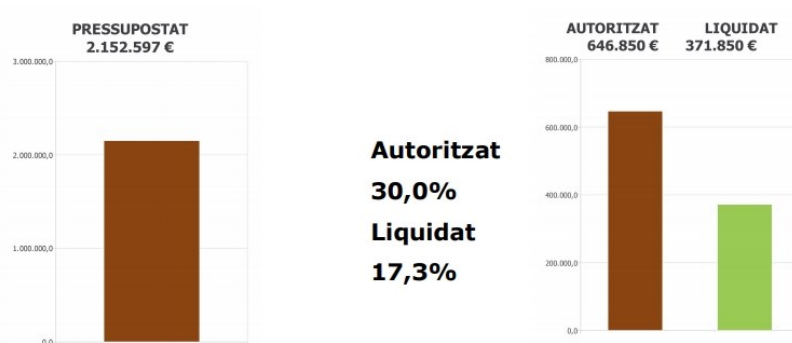 PRESSUPOSTAT
2.152.597 €
3.000.000,0
2.000.000,0
1.000.000,0
0,0
Autoritzat
30,0%
Liquidat
17,3%
AUTORITZAT LIQUIDAT
646.850 € 371.850 €
800.000,0
600.000,0
400.000,0
200.000,0
0,0